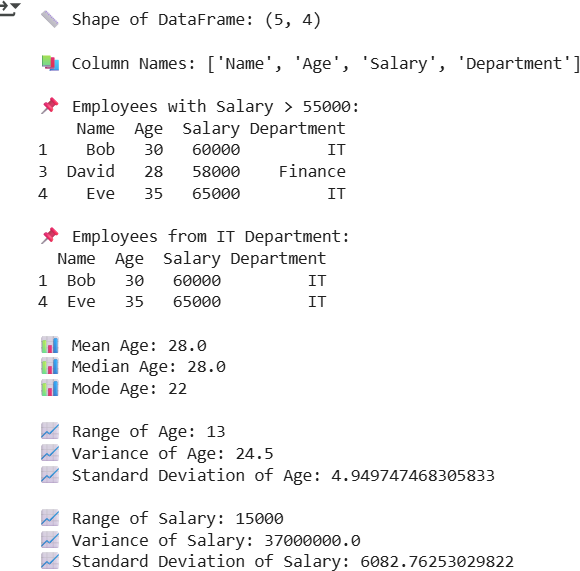 📏 Shape of DataFrame: (5, 4)

📚 Column Names: ['Name', 'Age', 'Salary', 'Department']

📌 Employees with Salary > 55000:
    Name  Age  Salary Department
1    Bob   30   60000         IT
3  David   28   58000    Finance
4    Eve   35   65000         IT

📌 Employees from IT Department:
  Name  Age  Salary Department
1  Bob   30   60000         IT
4  Eve   35   65000         IT

📊 Mean Age: 28.0
📊 Median Age: 28.0
📊 Mode Age: 22

📈 Range of Age: 13
📈 Variance of Age: 24.5
📈 Standard Deviation of Age: 4.949747468305833

📈 Range of Salary: 15000
📈 Variance of Salary: 37000000.0
📈 Standard Deviation of Salary: 6082.76253029822